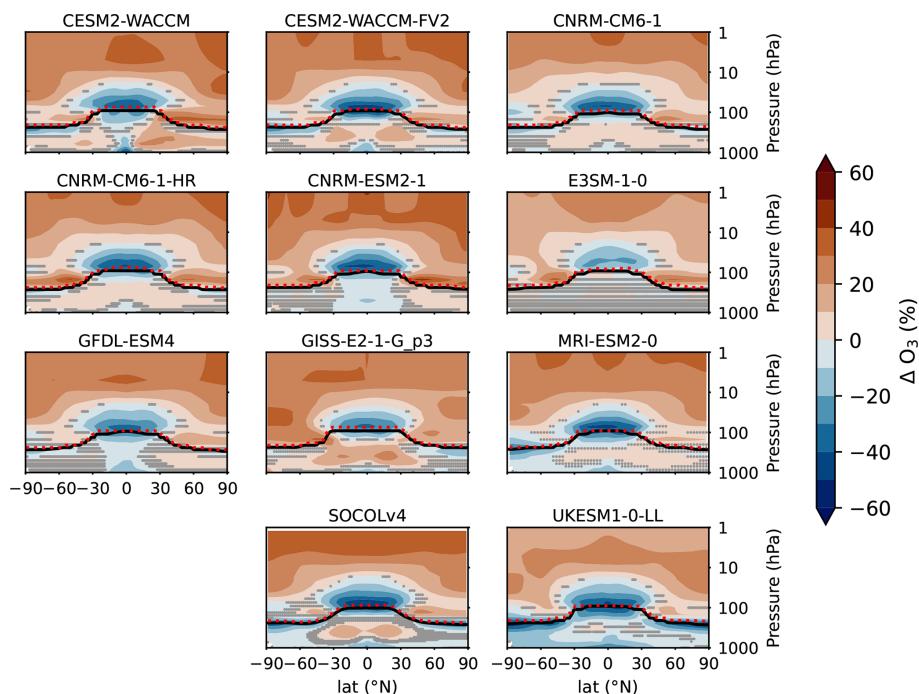 CESM2-WACCM CESM2-WACCM-FV2 CNRM-CM6-1
1
10
100
1000
Pressure (hPa)
CNRM-CM6-1-HR CNRM-ESM2-1 E3SM-1-0
1
10
100
1000
Pressure (hPa)
GFDL-ESM4 GISS-E2-1-G_p3 MRI-ESM2-0
1
10
100
1000
Pressure (hPa)
−90 −60 −30 0 30 60 90
SOCOLv4 UKESM1-0-LL
1
10
100
1000
Pressure (hPa)
−90 −60 −30 0 30 60 90 −90 −60 −30 0 30 60 90
lat (°N) lat (°N)
60
40
20
0
−20
−40
−60
Δ O₃ (%)